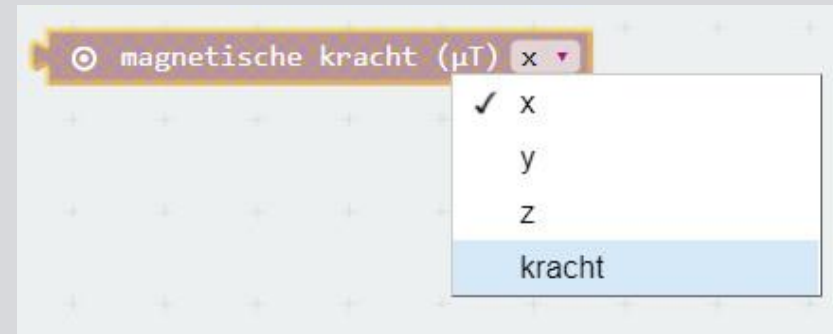 magnetische kracht (µT) x
✓ x
y
z
kracht